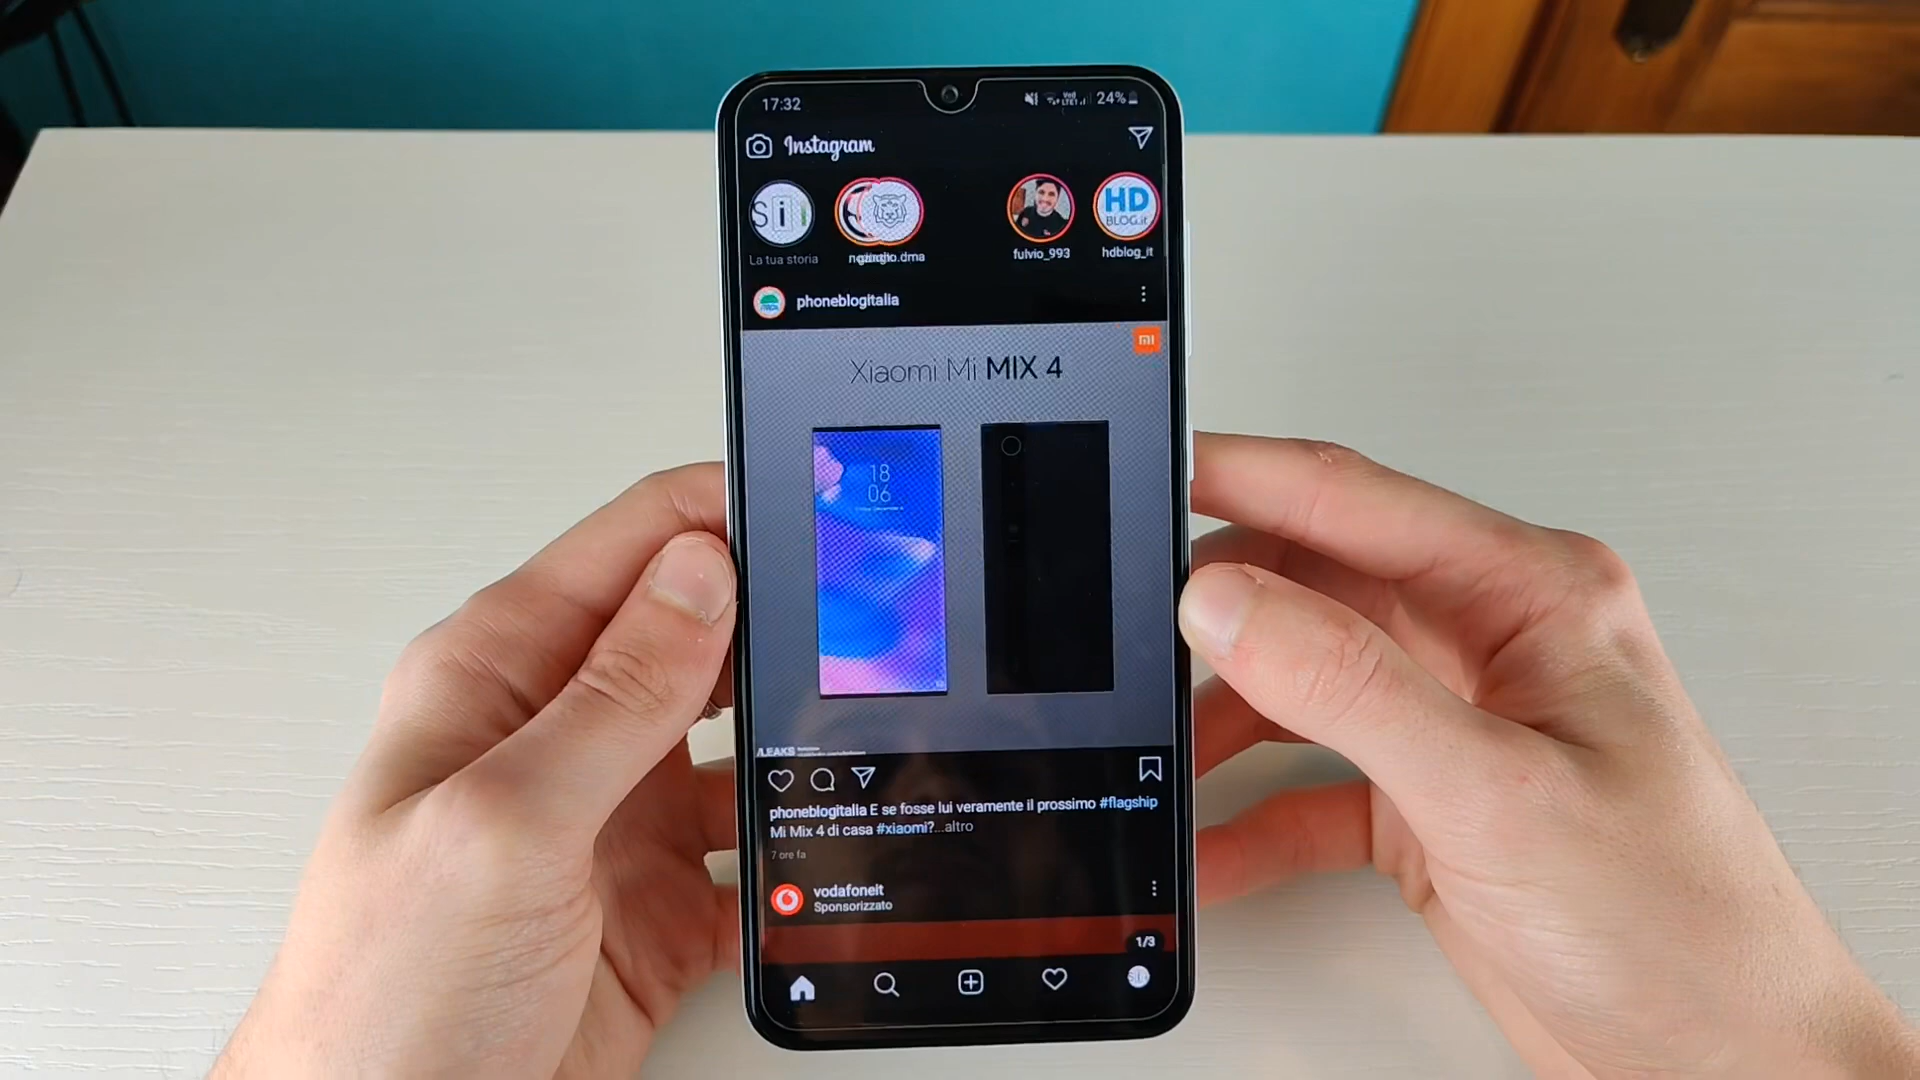 17:32
24%
Instagram
La tua storia
fulvio_993
HD
BLOG.it
hdblog_it
phoneblogitalia
mi
Xiaomi Mi MIX 4
18
06
/LEAKS
phoneblogitalia E se fosse lui veramente il prossimo #flagship
Mi Mix 4 di casa #xiaomi?...altro
7 ore fa
vodafoneit
Sponsorizzato
1/3